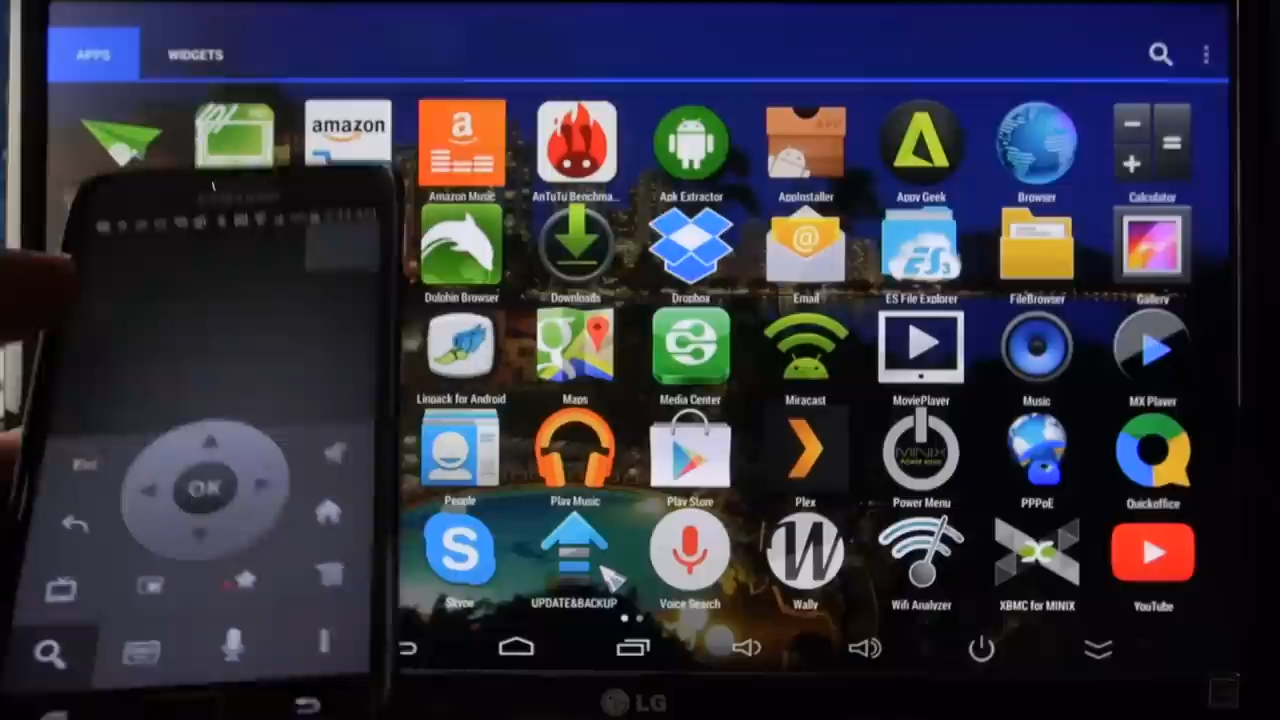 APPS WIDGETS
amazon
a
Amazon Music AnTuTu Benchma... Apk Extractor AppInstaller Appy Geek Browser Calculator
APP
@
ES3
Dolphin Browser Downloads Dropbox Email ES File Explorer FileBrowser Gallery
g
Linpack for Android Maps Media Center Miracast MoviePlayer Music MX Player
MINIX
People Play Music Play Store Plex Power Menu PPPoE Quickoffice
OK
S
W
Skype UPDATE&BACKUP Voice Search Wally Wifi Analyzer XBMC for MINIX YouTube
LG